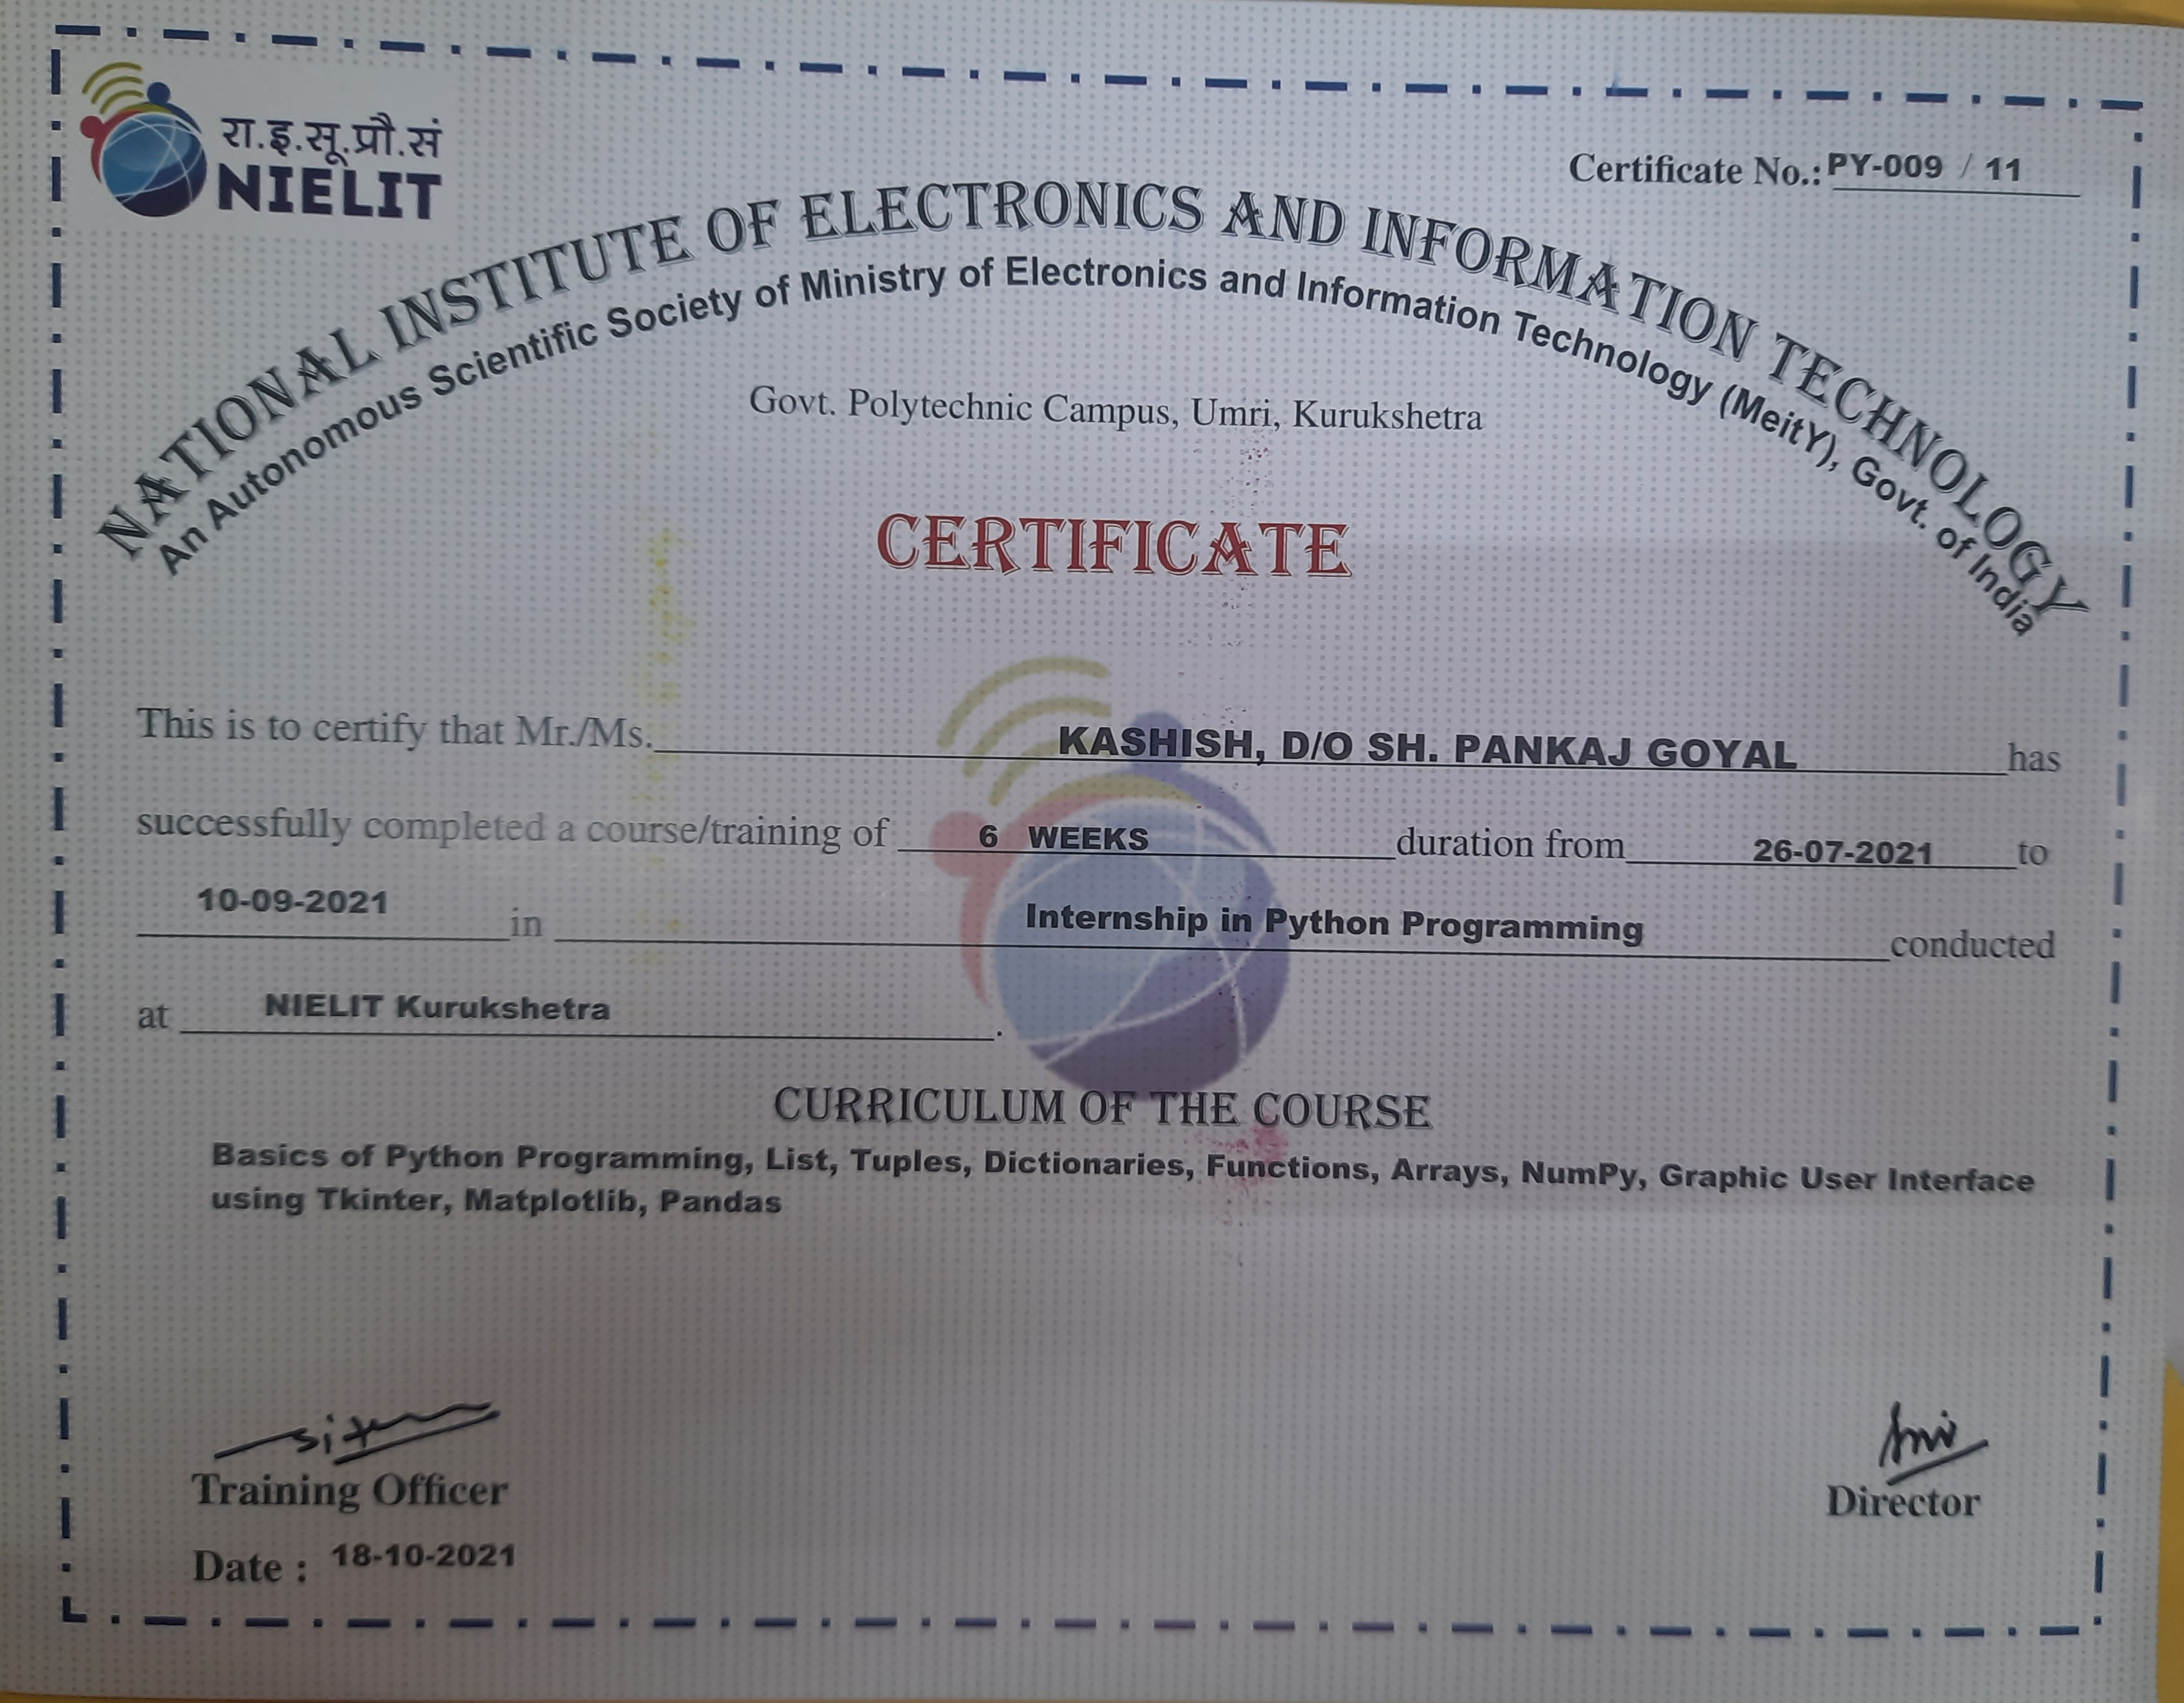 रा.इ.सू.प्रौ.सं
NIELIT
Certificate No.: PY-009 / 11
NATIONAL INSTITUTE OF ELECTRONICS AND INFORMATION TECHNOLOGY
An Autonomous Scientific Society of Ministry of Electronics and Information Technology (MeitY), Govt. of India
Govt. Polytechnic Campus, Umri, Kurukshetra
CERTIFICATE
This is to certify that Mr./Ms. KASHISH, D/O SH. PANKAJ GOYAL has
successfully completed a course/training of 6 WEEKS duration from 26-07-2021 to
10-09-2021 in Internship in Python Programming conducted
at NIELIT Kurukshetra.
CURRICULUM OF THE COURSE
Basics of Python Programming, List, Tuples, Dictionaries, Functions, Arrays, NumPy, Graphic User Interface
using Tkinter, Matplotlib, Pandas
Training Officer
Director
Date : 18-10-2021